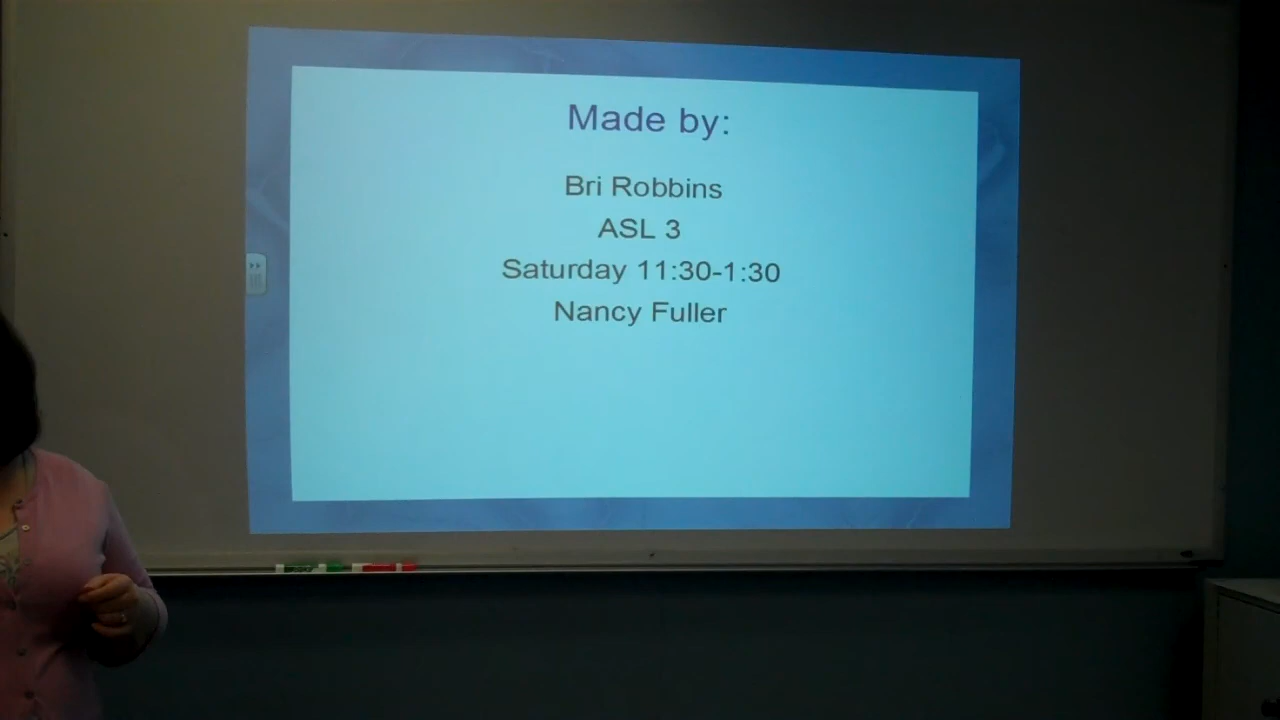 Made by:
Bri Robbins
ASL 3
Saturday 11:30-1:30
Nancy Fuller